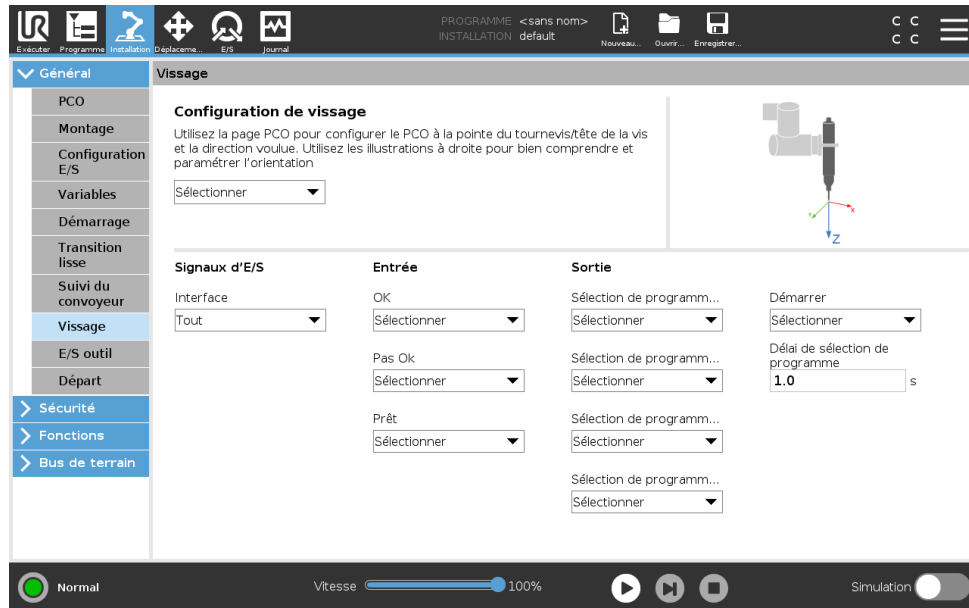 UR
PROGRAMME <sans nom>
INSTALLATION default
C C
C C
Exécuter Programme Installation Déplaceme... E/S Journal
Nouveau... Ouvrir... Enregistrer...
Général
PCO
Montage
Configuration
E/S
Variables
Démarrage
Transition
lisse
Suivi du
convoyeur
Vissage
E/S outil
Départ
Sécurité
Fonctions
Bus de terrain
Vissage
Configuration de vissage
Utilisez la page PCO pour configurer le PCO à la pointe du tournevis/tête de la vis
et la direction voulue. Utilisez les illustrations à droite pour bien comprendre et
paramétrer l'orientation
Sélectionner
Y X
Z
Signaux d'E/S
Interface
Tout
Entrée
OK
Sélectionner
Pas Ok
Sélectionner
Prêt
Sélectionner
Sortie
Sélection de programm...
Sélectionner
Sélection de programm...
Sélectionner
Sélection de programm...
Sélectionner
Sélection de programm...
Sélectionner
Démarrer
Sélectionner
Délai de sélection de
programme
1.0 s
Normal
Vitesse 100%
Simulation